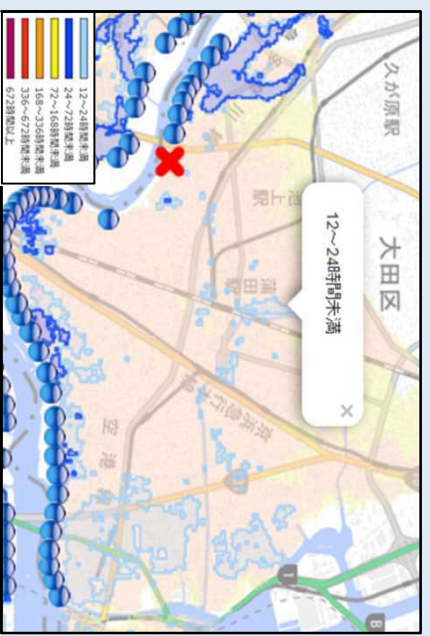 12～24時間未満
24～72時間未満
72～168時間未満
168～336時間未満
336～672時間未満
672時間以上
久が原駅
大田区
池上駅
12～24時間未満
×
蒲田駅
京浜急行本線
空港線
1
B